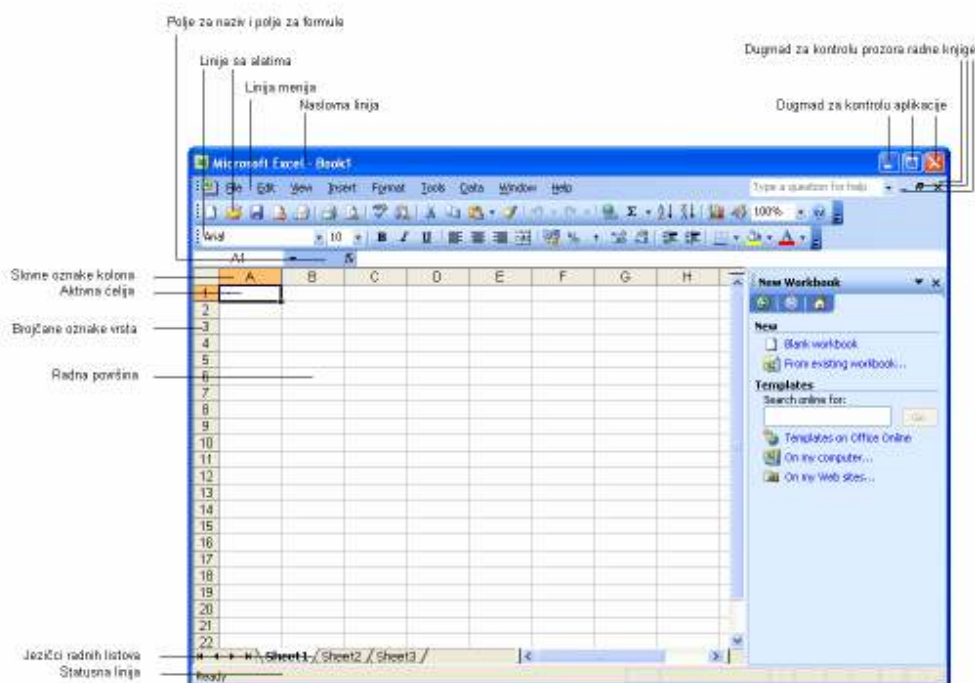 Polje za naziv i polje za formule
Dugmad za kontrolu prozora radne knjige
Linije sa alatima
Linija menija
Naslovna linija
Dugmad za kontrolu aplikacije
Microsoft Excel - Book1
File Edit View Insert Format Tools Data Window Help
Type a question for help
100%
Arial
10
A1
fx
Slovne oznake kolona
A B C D E F G H
Aktivna ćelija
Brojčane oznake vrsta
Radna površina
1
2
3
4
5
6
7
8
9
10
11
12
13
14
15
16
17
18
19
20
21
22
New Workbook
New
Blank workbook
From existing workbook...
Templates
Search online for:
Go
Templates on Office Online
On my computer...
On my Web sites...
Jezičci radnih listova
Sheet1 / Sheet2 / Sheet3 /
Statusna linija
Ready